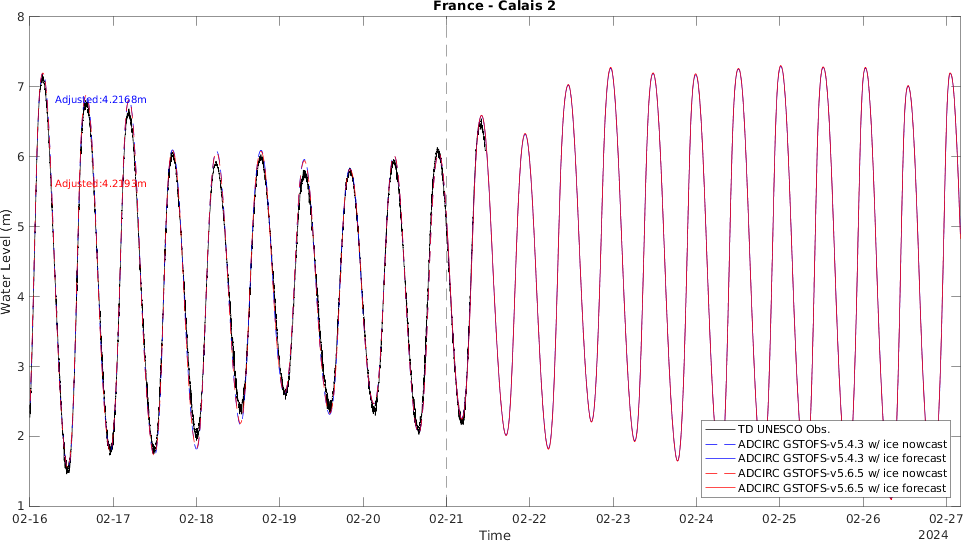 France - Calais 2
8
7
6
5
4
3
2
1
Water Level (m)
Adjusted:4.2168m
Adjusted:4.2193m
TD UNESCO Obs.
ADCIRC GSTOFS-v5.4.3 w/ ice nowcast
ADCIRC GSTOFS-v5.4.3 w/ ice forecast
ADCIRC GSTOFS-v5.6.5 w/ ice nowcast
ADCIRC GSTOFS-v5.6.5 w/ ice forecast
02-16 02-17 02-18 02-19 02-20 02-21 02-22 02-23 02-24 02-25 02-26 02-27
Time
2024